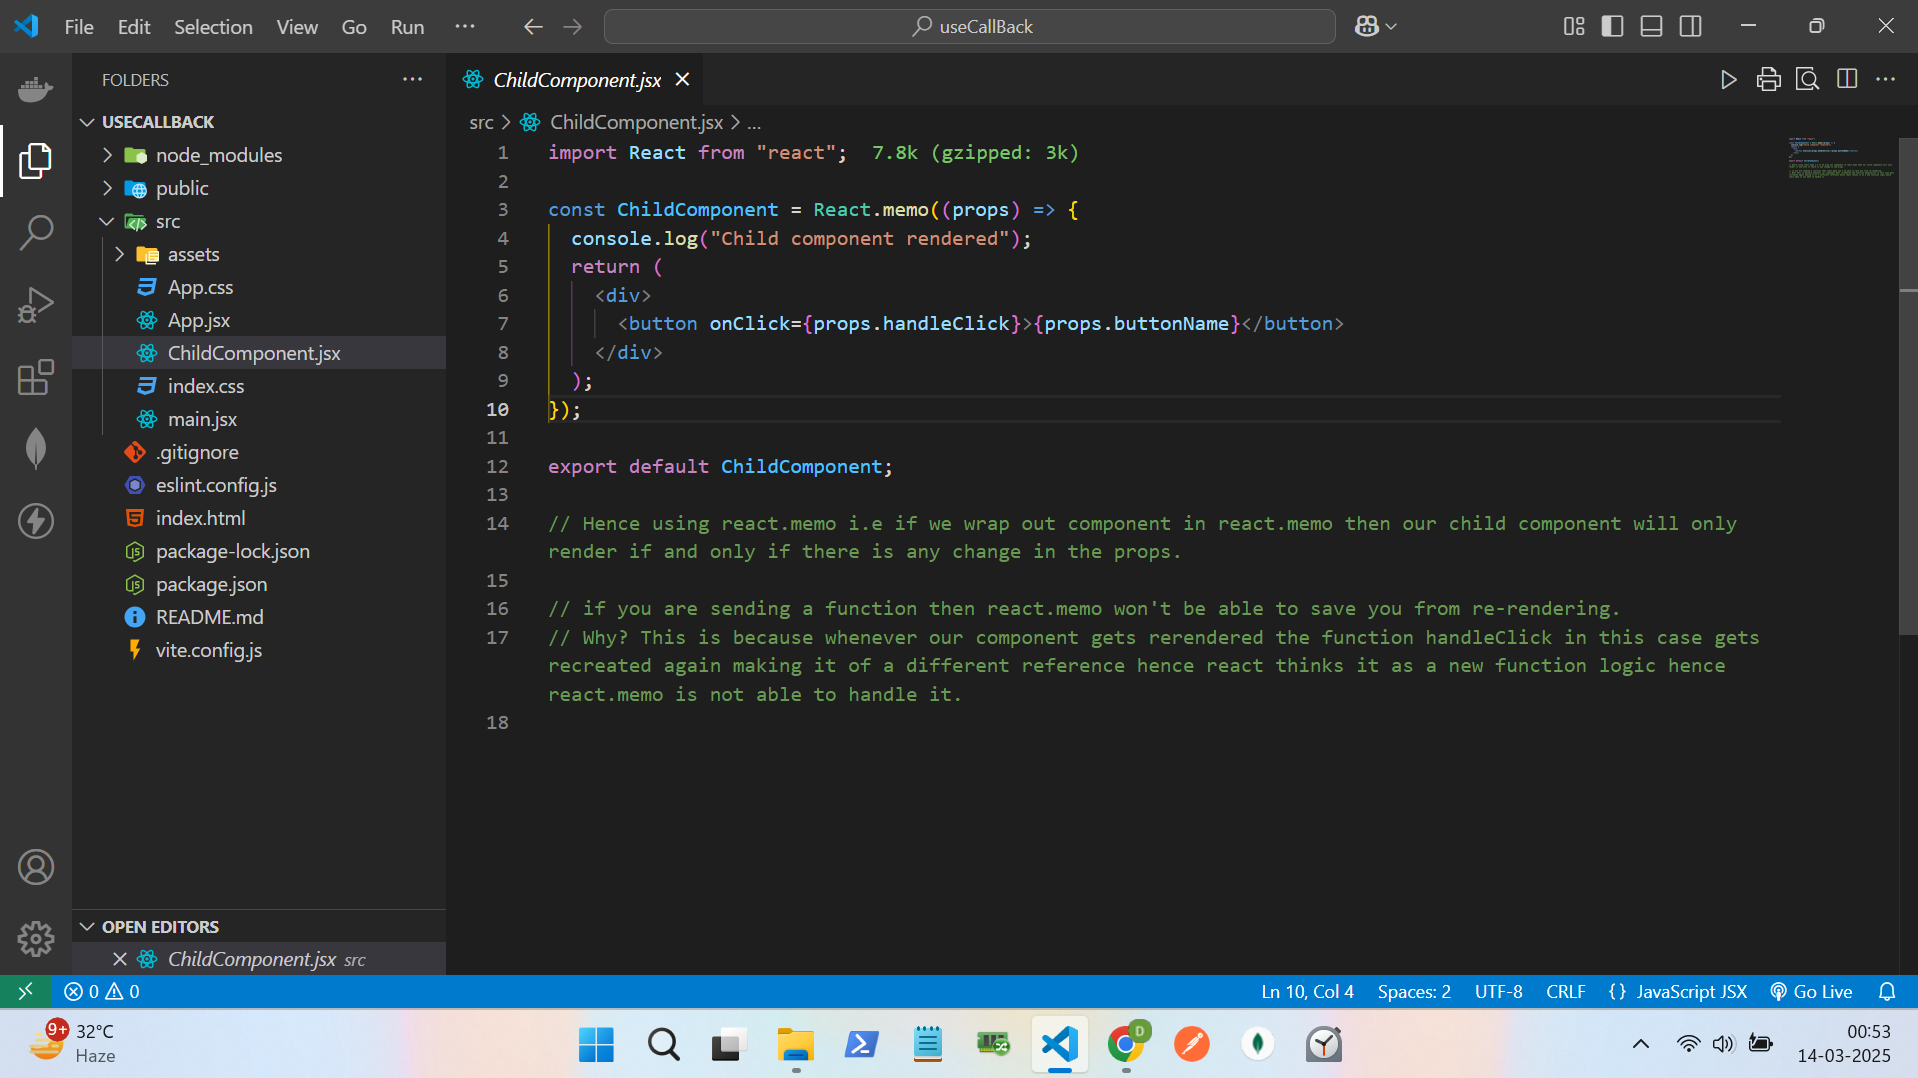 File Edit Selection View Go Run ···
useCallBack
FOLDERS ···
USECALLBACK
node_modules
public
src
assets
App.css
App.jsx
ChildComponent.jsx
index.css
main.jsx
.gitignore
eslint.config.js
index.html
package-lock.json
package.json
README.md
vite.config.js
OPEN EDITORS
ChildComponent.jsx src
ChildComponent.jsx
src > ChildComponent.jsx > ...
1 import React from "react"; 7.8k (gzipped: 3k)
2
3 const ChildComponent = React.memo((props) => {
4 console.log("Child component rendered");
5 return (
6 <div>
7 <button onClick={props.handleClick}>{props.buttonName}</button>
8 </div>
9 );
10 });
11
12 export default ChildComponent;
13
14 // Hence using react.memo i.e if we wrap out component in react.memo then our child component will only
render if and only if there is any change in the props.
15
16 // if you are sending a function then react.memo won't be able to save you from re-rendering.
17 // Why? This is because whenever our component gets rerendered the function handleClick in this case gets
recreated again making it of a different reference hence react thinks it as a new function logic hence
react.memo is not able to handle it.
18
0 0 Ln 10, Col 4 Spaces: 2 UTF-8 CRLF {} JavaScript JSX Go Live
9+ 32°C
Haze
D
00:53
14-03-2025